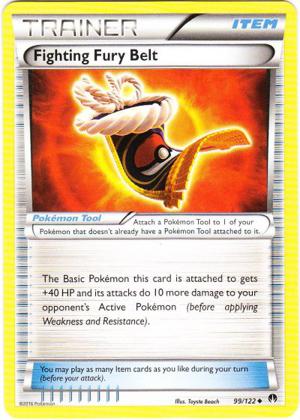 TRAINER
ITEM
Fighting Fury Belt
Pokémon Tool
Attach a Pokémon Tool to 1 of your
Pokémon that doesn't already have a Pokémon Tool attached to it.
The Basic Pokémon this card is attached to gets
+40 HP and its attacks do 10 more damage to your
opponent's Active Pokémon (before applying
Weakness and Resistance).
You may play as many Item cards as you like during your turn
(before your attack).
©2016 Pokémon
Illus. Toyste Beach
99/122